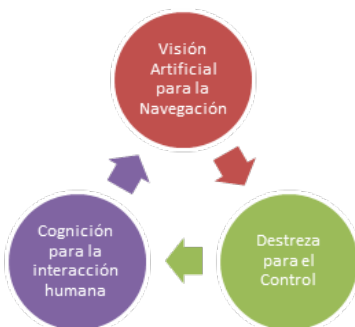 Visión
Artificial
para la
Navegación
Destreza
para el
Control
Cognición
para la
interacción
humana